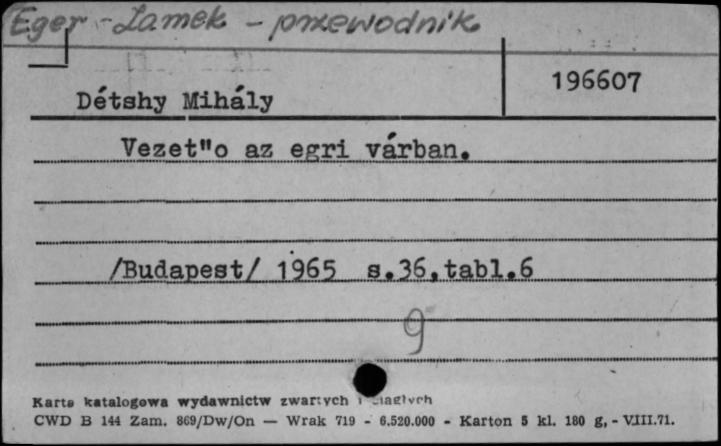 Eger - Zamek - przewodnik
196607
Détshy Mihály
Vezet"o az egri várban.
/Budapest/ 1965 s.36,tabl.6
9
Karta katalogowa wydawnictw zwartych i ciągłych
CWD B 144 Zam. 869/Dw/On — Wrak 719 - 6.520.000 - Karton 5 kl. 180 g, - VIII.71.